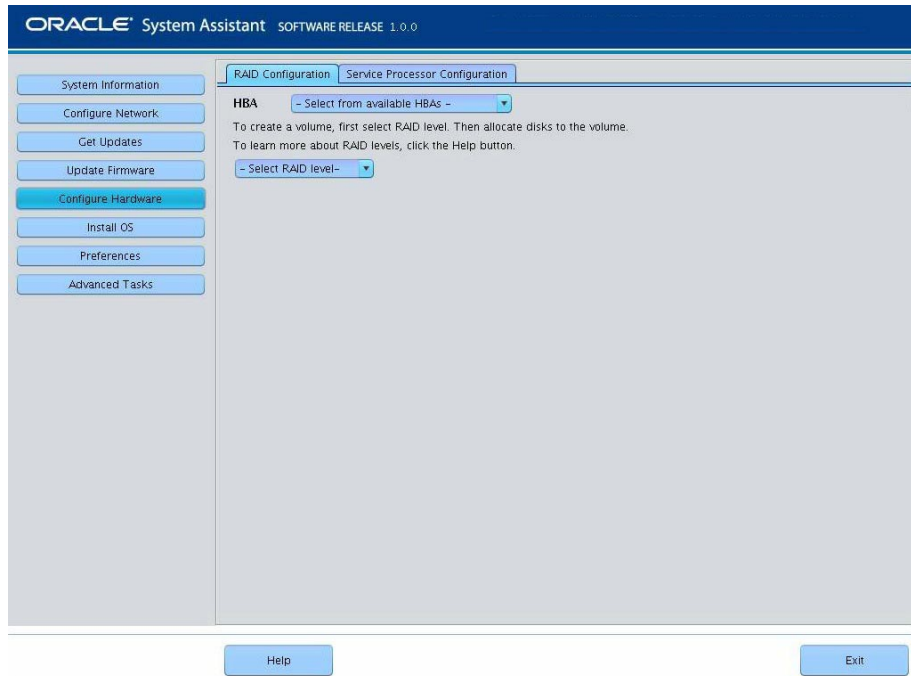 ORACLE System Assistant SOFTWARE RELEASE 1.0.0
System Information
Configure Network
Get Updates
Update Firmware
Configure Hardware
Install OS
Preferences
Advanced Tasks
RAID Configuration Service Processor Configuration
HBA - Select from available HBAs -
To create a volume, first select RAID level. Then allocate disks to the volume.
To learn more about RAID levels, click the Help button.
- Select RAID level-
Help Exit